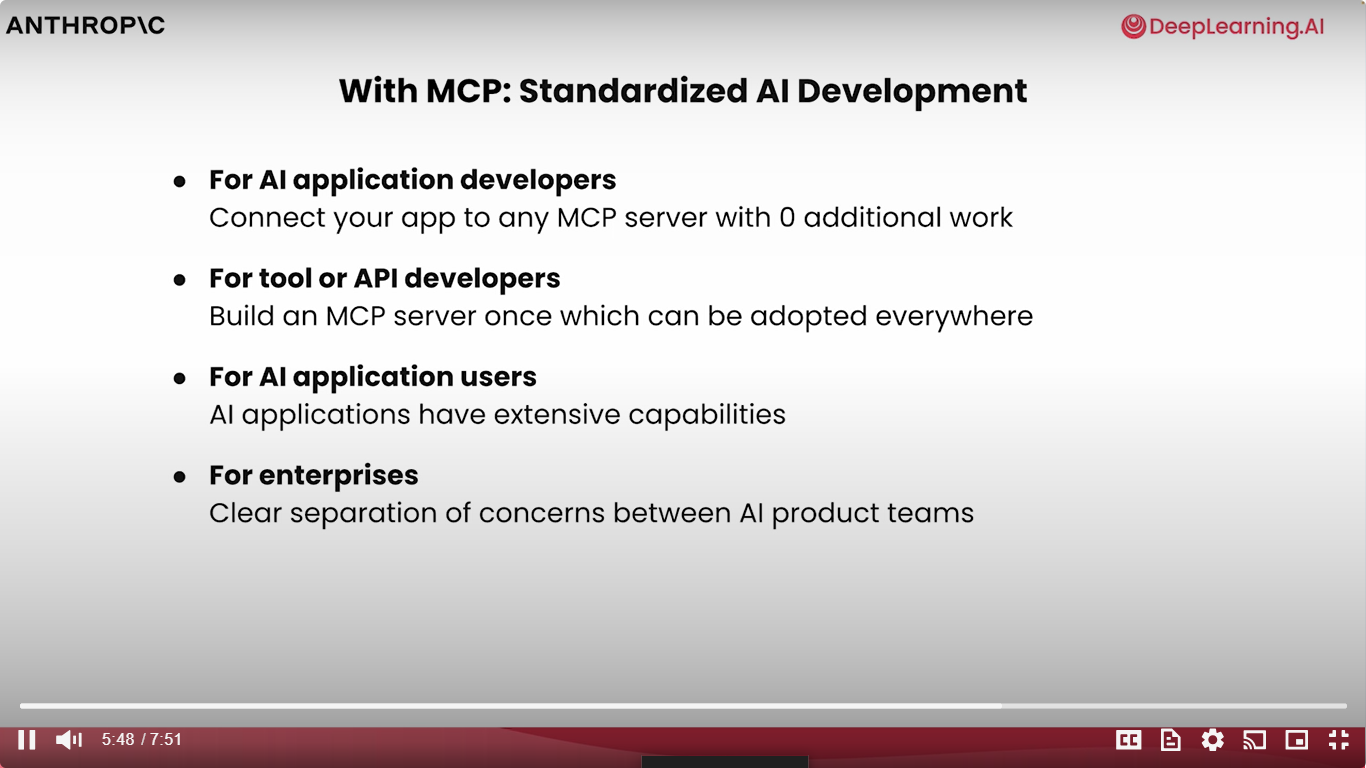 ANTHROP\C
DeepLearning.AI
With MCP: Standardized AI Development
● For AI application developers
Connect your app to any MCP server with 0 additional work
● For tool or API developers
Build an MCP server once which can be adopted everywhere
● For AI application users
AI applications have extensive capabilities
● For enterprises
Clear separation of concerns between AI product teams
5:48 / 7:51
CC